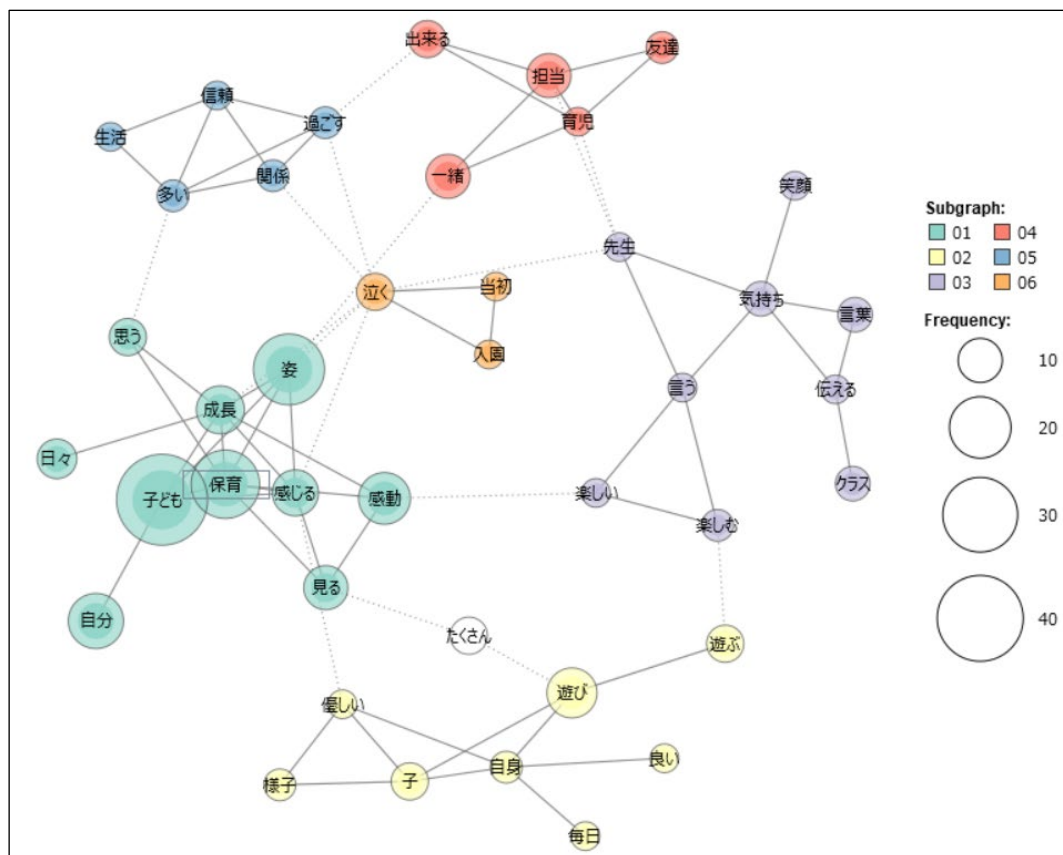 出来る
友達
担当
信頼
過ごす
育児
生活
関係
一緒
多い
笑顔
先生
泣く
当初
気持ち
言葉
入園
思う
姿
言う
伝える
成長
日々
子ども
保育
感じる
感動
楽しい
クラス
楽しむ
見る
自分
たくさん
遊ぶ
遊び
優しい
様子
子
自身
良い
毎日
Subgraph:
01 04
02 05
03 06
Frequency:
10
20
30
40